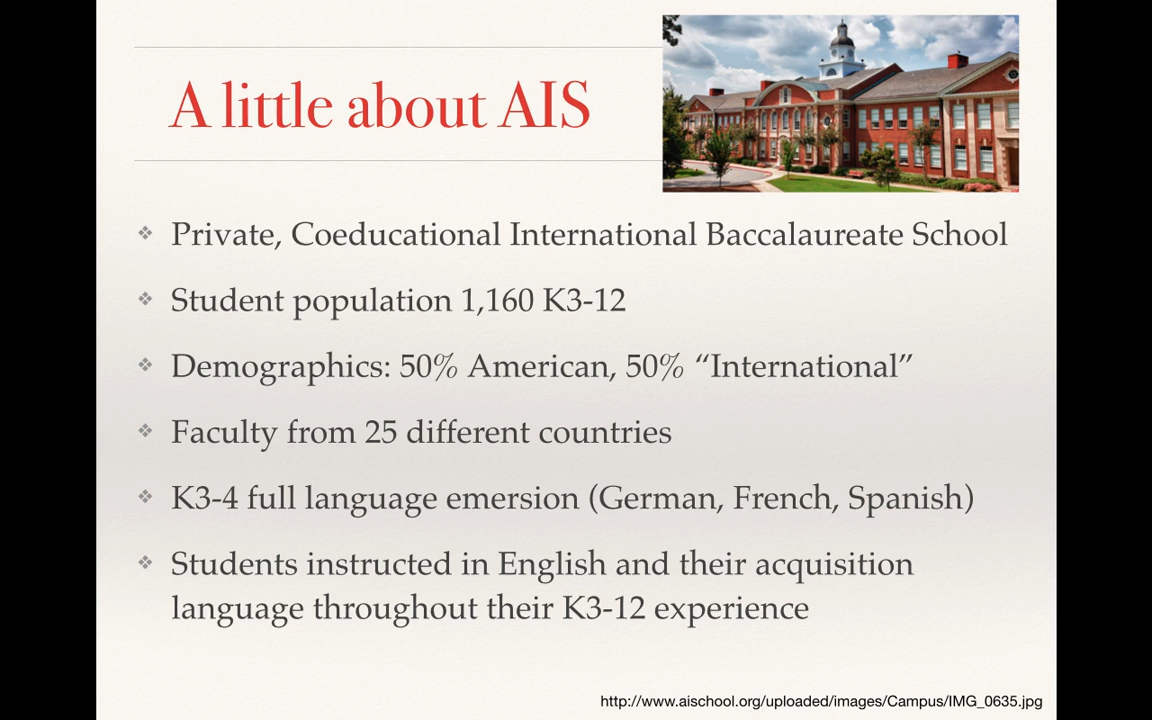 A little about AIS
Private, Coeducational International Baccalaureate School
Student population 1,160 K3-12
Demographics: 50% American, 50% “International”
Faculty from 25 different countries
K3-4 full language emersion (German, French, Spanish)
Students instructed in English and their acquisition
language throughout their K3-12 experience
http://www.aischool.org/uploaded/images/Campus/IMG_0635.jpg